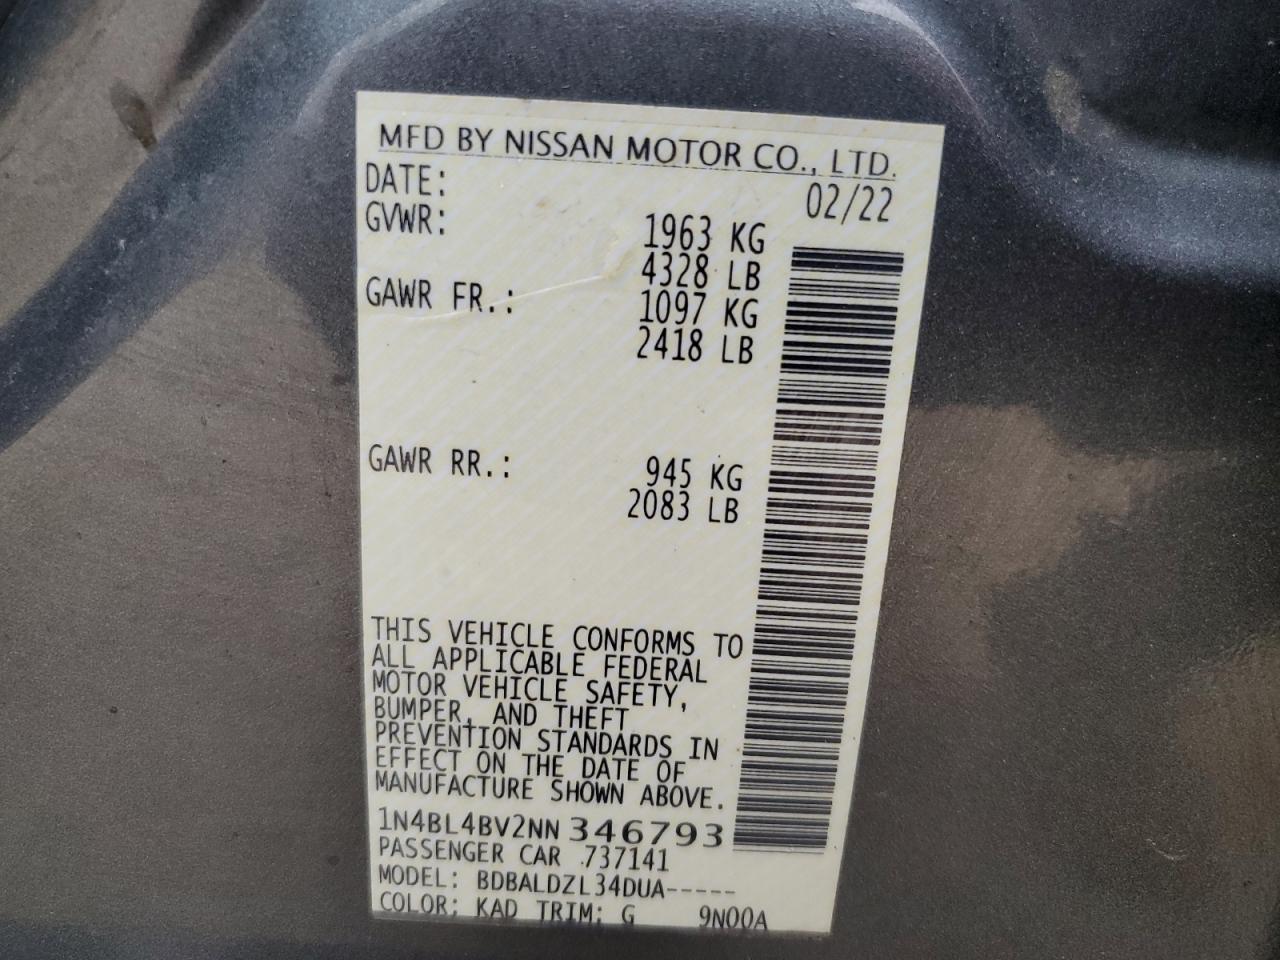 MFD BY NISSAN MOTOR CO., LTD.
DATE: 02/22
GVWR: 1963 KG
4328 LB
GAWR FR.: 1097 KG
2418 LB
GAWR RR.: 945 KG
2083 LB
THIS VEHICLE CONFORMS TO
ALL APPLICABLE FEDERAL
MOTOR VEHICLE SAFETY,
BUMPER, AND THEFT
PREVENTION STANDARDS IN
EFFECT ON THE DATE OF
MANUFACTURE SHOWN ABOVE.
1N4BL4BV2NN346793
PASSENGER CAR 737141
MODEL: BDBALDZL34DUA-----
COLOR: KAD TRIM: G 9N00A